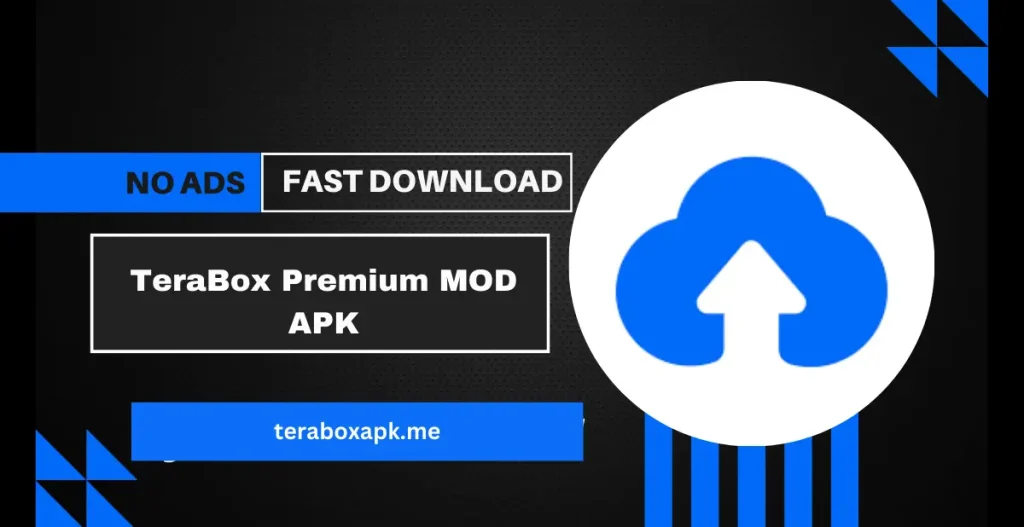 NO ADS
FAST DOWNLOAD
TeraBox Premium MOD
APK
teraboxapk.me